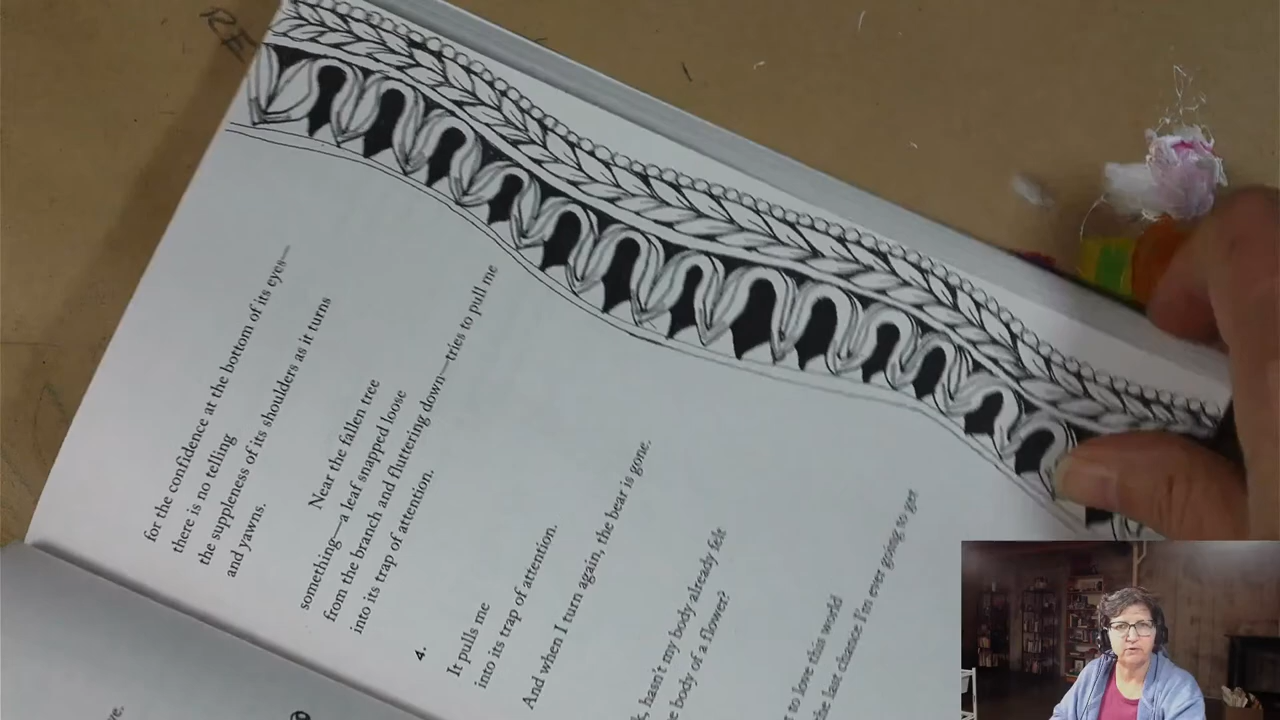 RF
for the confidence at the bottom of its eyes—
there is no telling
the suppleness of its shoulders as it turns
and yawns.
Near the fallen tree
something—a leaf snapped loose
from the branch and fluttering down—tries to pull me
into its trap of attention.
4.
It pulls me
into its trap of attention.
And when I turn again, the bear is gone.
hasn't my body already felt
body of a flower?
to love this world
the last chance I'm ever going to get
ve.